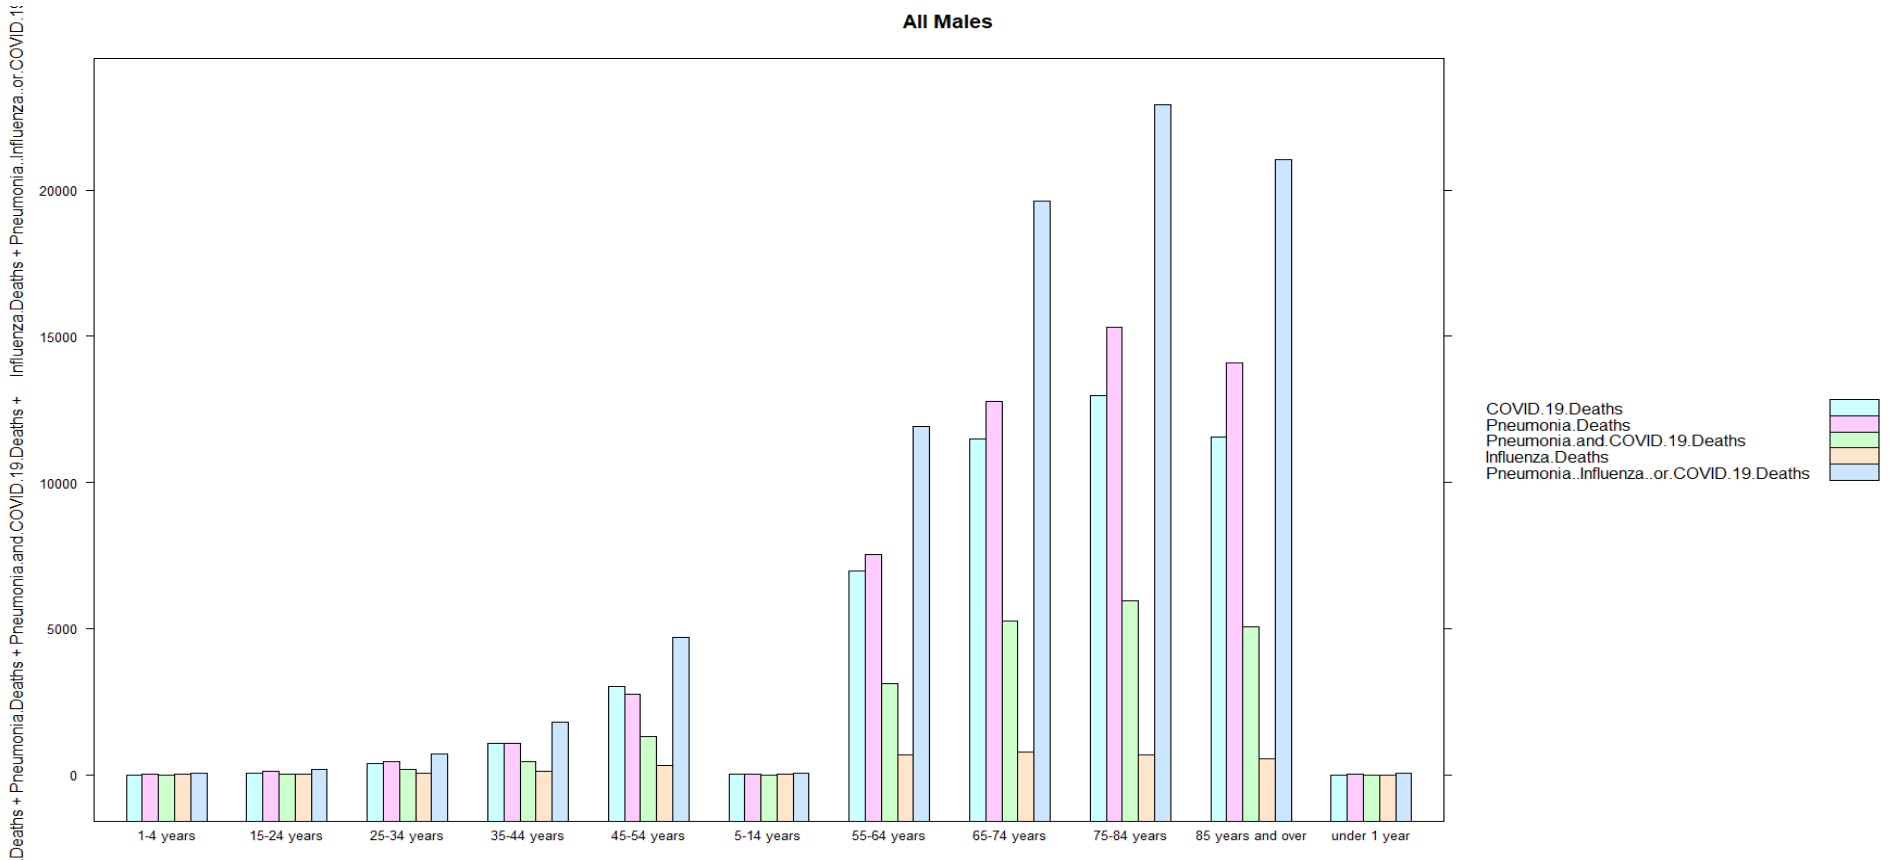 All Males
.Deaths + Pneumonia.Deaths + Pneumonia.and.COVID.19.Deaths + Influenza.Deaths + Pneumonia..Influenza..or.COVID.19
20000
15000
10000
5000
0
1-4 years
15-24 years
25-34 years
35-44 years
45-54 years
5-14 years
55-64 years
65-74 years
75-84 years
85 years and over
under 1 year
COVID.19.Deaths
Pneumonia.Deaths
Pneumonia.and.COVID.19.Deaths
Influenza.Deaths
Pneumonia..Influenza..or.COVID.19.Deaths